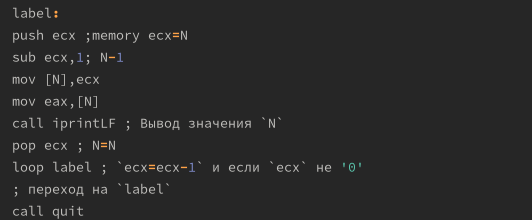 label:
push ecx ;memory ecx=N
sub ecx,1; N-1
mov [N],ecx
mov eax,[N]
call iprintLF ; Вывод значения `N`
pop ecx ; N=N
loop label ; `ecx=ecx-1` и если `ecx` не '0'
; переход на `label`
call quit